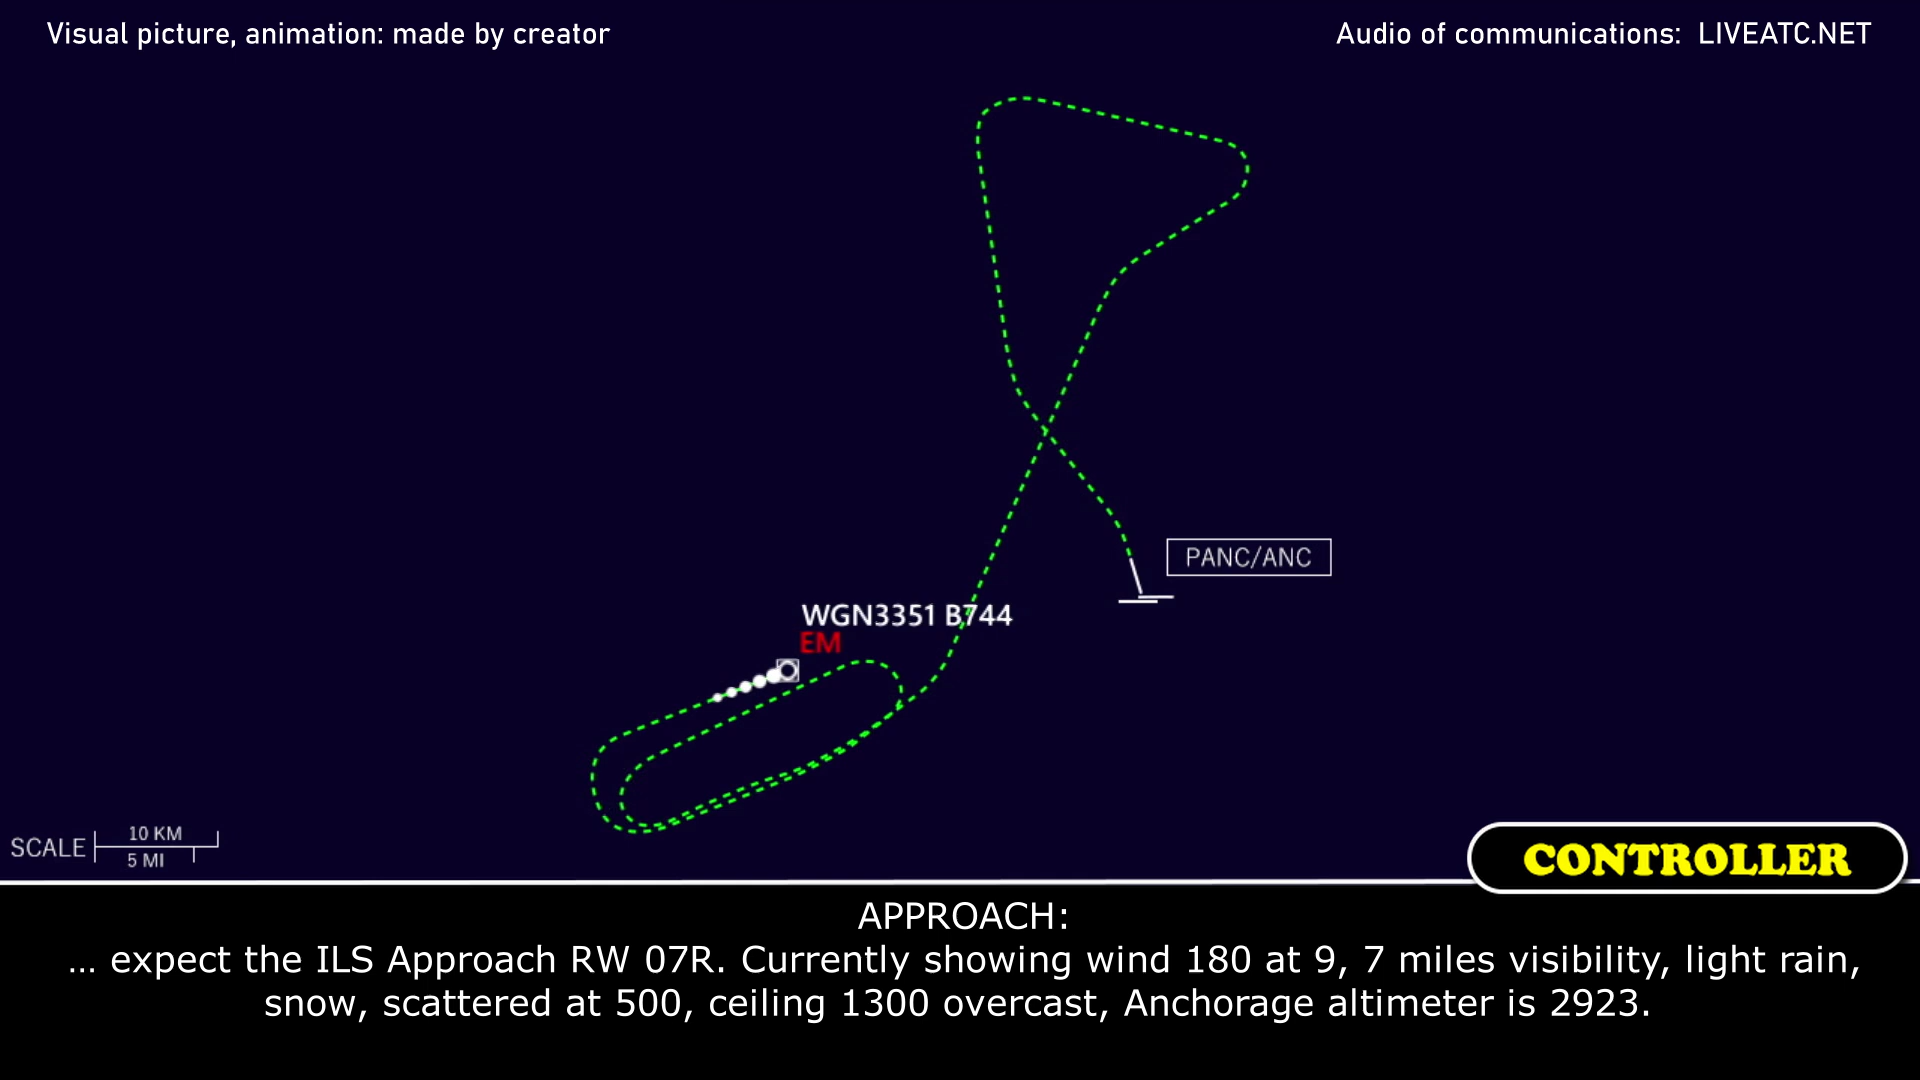 Visual picture, animation: made by creator
Audio of communications: LIVEATC.NET
PANC/ANC
WGN3351 B744
EM
SCALE
10 KM
5 MI
CONTROLLER
APPROACH:
... expect the ILS Approach RW 07R. Currently showing wind 180 at 9, 7 miles visibility, light rain,
snow, scattered at 500, ceiling 1300 overcast, Anchorage altimeter is 2923.